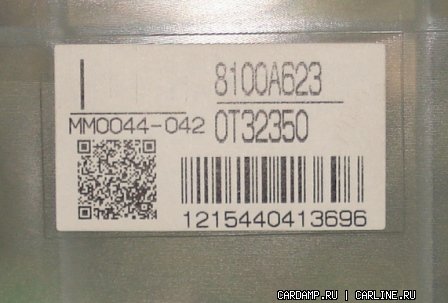 8100A623
MM0044-042
0T32350
1215440413696
CARDAMP.RU | CARLINE.RU